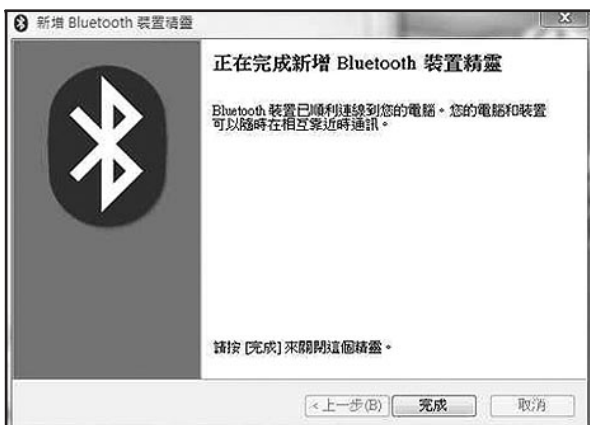 新增 Bluetooth 裝置精靈
正在完成新增 Bluetooth 裝置精靈
Bluetooth 裝置已順利連線到您的電腦。您的電腦和裝置
可以隨時在相互靠近時通訊。
請按 [完成] 來關閉這個精靈。
<上一步(B)
完成
取消